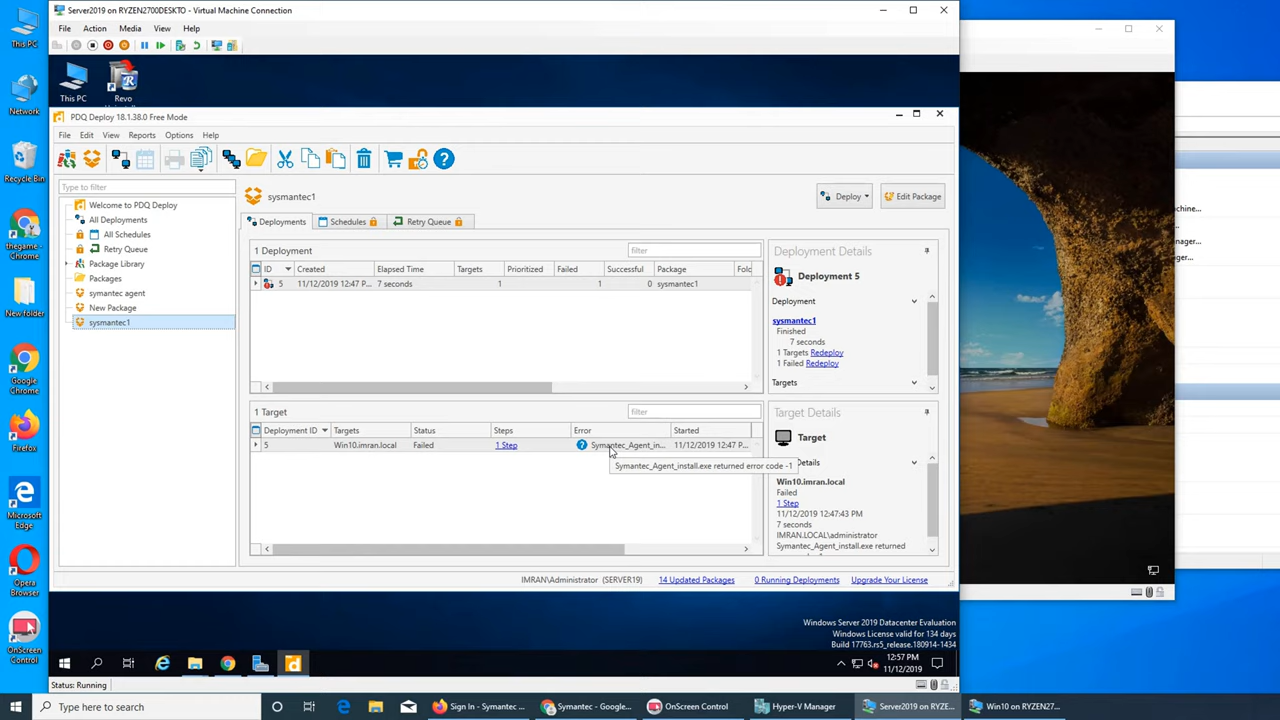 This PC
Network
Recycle Bin
thegame -
Chrome
New folder
Google
Chrome
Firefox
Microsoft
Edge
Opera
Browser
OnScreen
Control
Server2019 on RYZEN2700DESKTO - Virtual Machine Connection
File Action Media View Help
This PC
Revo
PDQ Deploy 18.1.38.0 Free Mode
File Edit View Reports Options Help
Type to filter
Welcome to PDQ Deploy
All Deployments
All Schedules
Retry Queue
Package Library
Packages
symantec agent
New Package
sysmantec1
sysmantec1
Deploy
Edit Package
Deployments Schedules Retry Queue
1 Deployment
filter
ID Created Elapsed Time Targets Prioritized Failed Successful Package Fold
5 11/12/2019 12:47 P... 7 seconds 1 1 0 sysmantec1
1 Target
filter
Deployment ID Targets Status Steps Error Started
5 Win10.imran.local Failed 1 Step Symantec_Agent_in... 11/12/2019 12:47 P...
Symantec_Agent_install.exe returned error code -1
Deployment Details
Deployment 5
Deployment
sysmantec1
Finished
7 seconds
1 Targets Redeploy
1 Failed Redeploy
Targets
Target Details
Target
Details
Win10.imran.local
Failed
1 Step
11/12/2019 12:47:43 PM
7 seconds
IMRAN.LOCAL\administrator
Symantec_Agent_install.exe returned
IMRAN\Administrator (SERVER19) 14 Updated Packages 0 Running Deployments Upgrade Your License
Windows Server 2019 Datacenter Evaluation
Windows License valid for 134 days
Build 17763.rs5_release.180914-1434
12:57 PM
11/12/2019
Status: Running
achine...
ager...
ager...
Type here to search
Sign In - Symantec ...
Symantec - Google...
OnScreen Control
Hyper-V Manager
Server2019 on RYZE...
Win10 on RYZEN27...